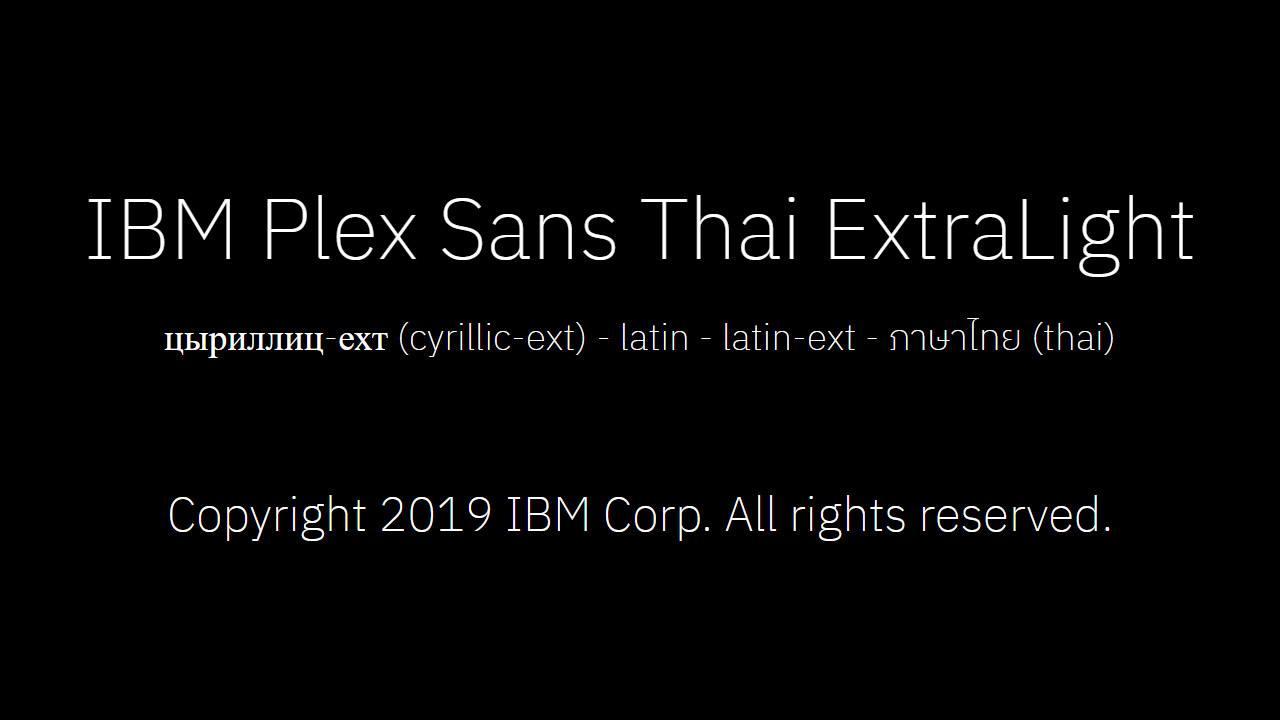 IBM Plex Sans Thai ExtraLight
цыриллиц-ехт (cyrillic-ext) - latin - latin-ext - ภาษาไทย (thai)
Copyright 2019 IBM Corp. All rights reserved.